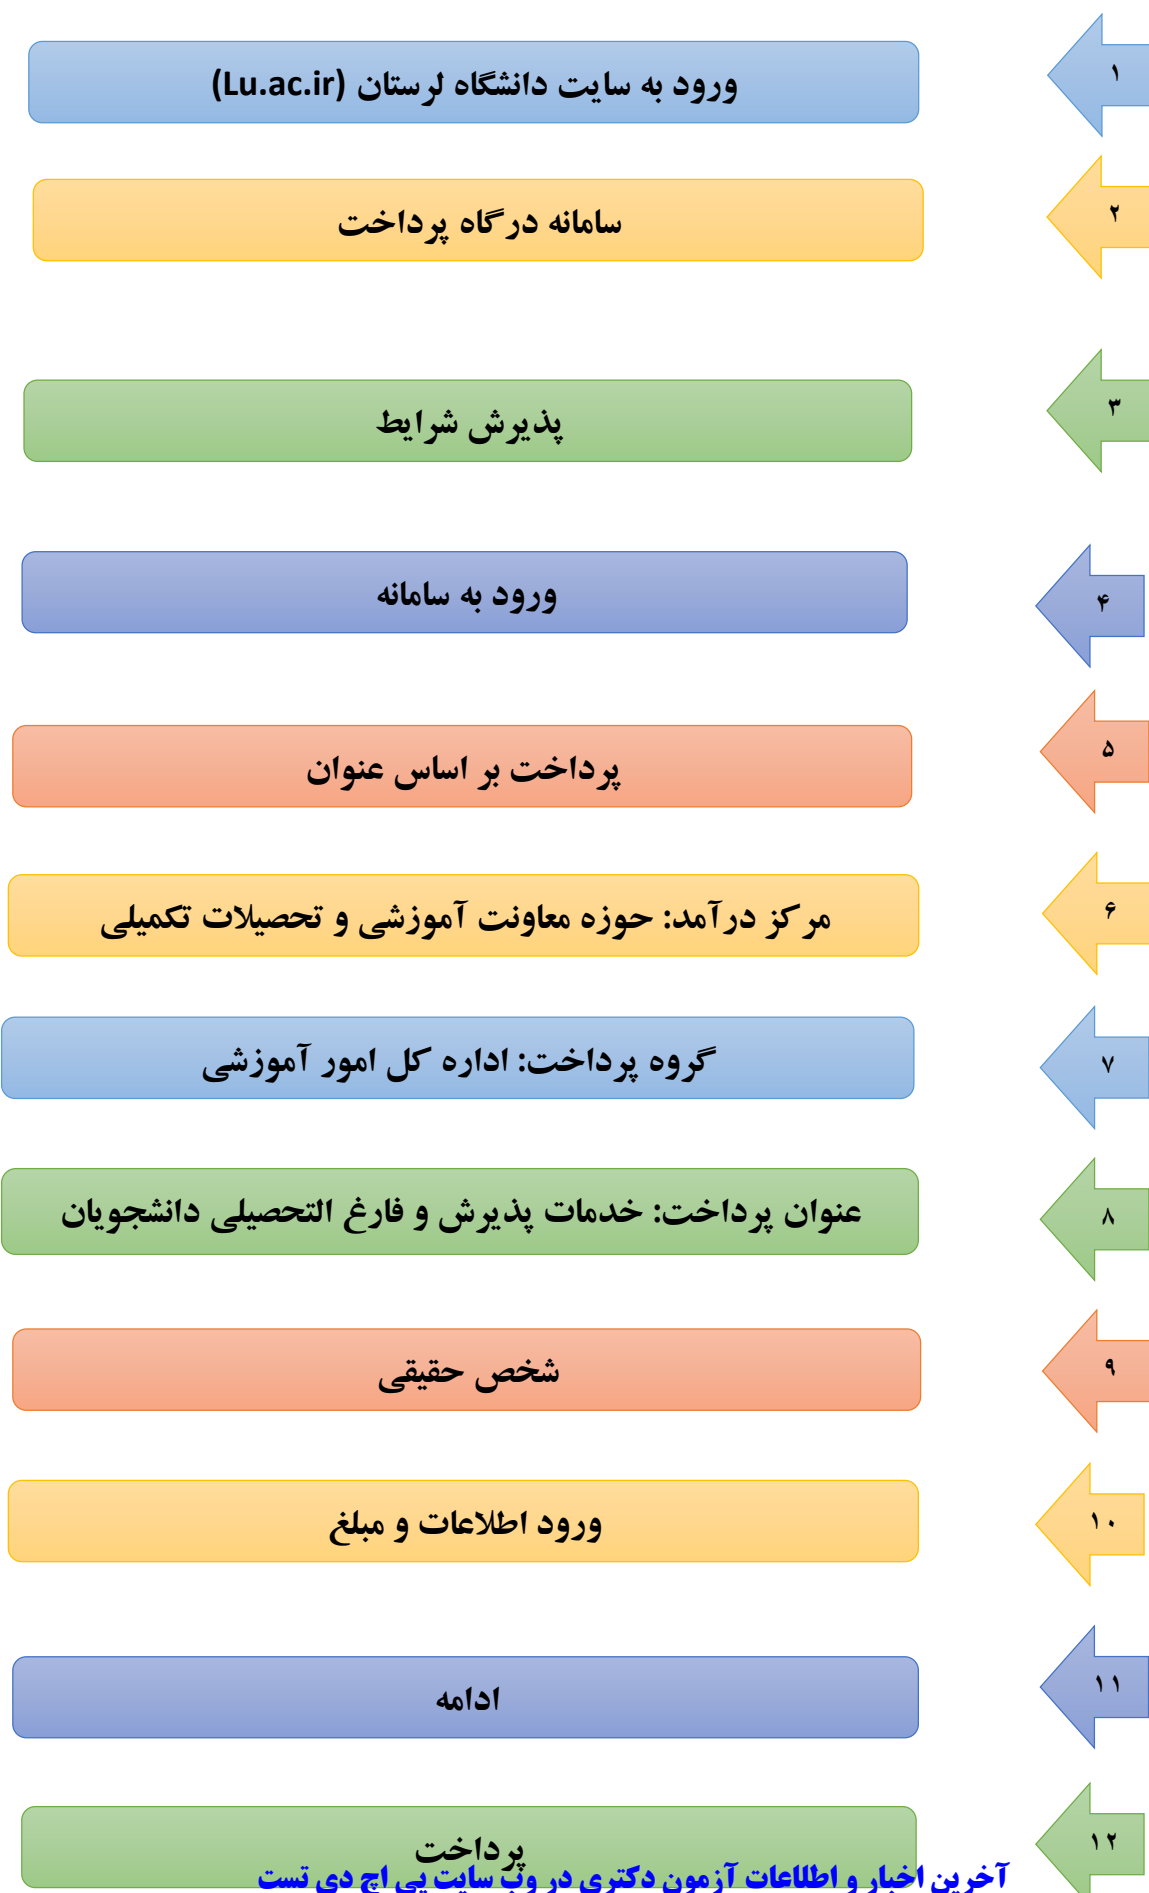 ۱
ورود به سایت دانشگاه لرستان (Lu.ac.ir)
۲
سامانه درگاه پرداخت
۳
پذیرش شرایط
۴
ورود به سامانه
۵
پرداخت بر اساس عنوان
۶
مرکز درآمد: حوزه معاونت آموزشی و تحصیلات تکمیلی
۷
گروه پرداخت: اداره کل امور آموزشی
۸
عنوان پرداخت: خدمات پذیرش و فارغ التحصیلی دانشجویان
۹
شخص حقیقی
۱۰
ورود اطلاعات و مبلغ
۱۱
ادامه
۱۲
پرداخت
آخرین اخبار و اطلاعات آزمون دکتری در وب سایت پی اچ دی تست